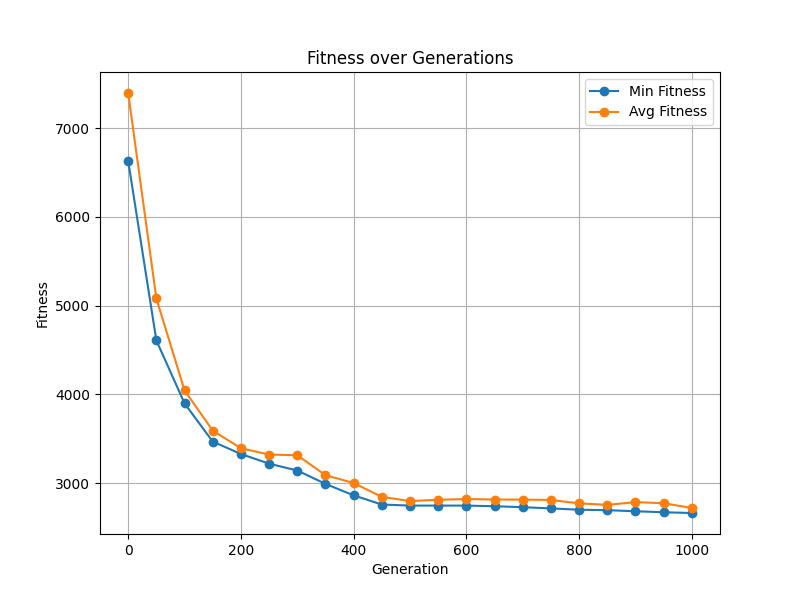 Fitness over Generations
Min Fitness
Avg Fitness
7000
6000
5000
4000
3000
Fitness
0 200 400 600 800 1000
Generation